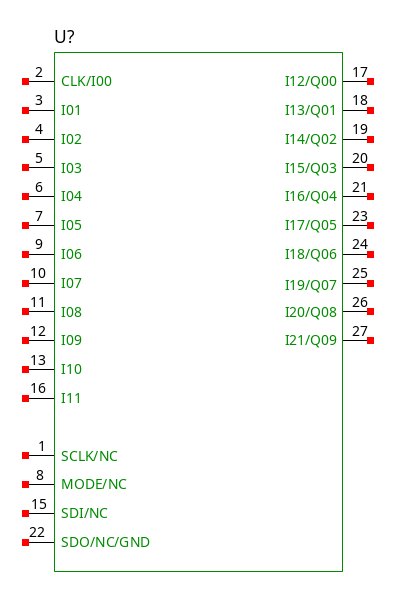 U?
2 CLK/I00 I12/Q00 17
3 I01 I13/Q01 18
4 I02 I14/Q02 19
5 I03 I15/Q03 20
6 I04 I16/Q04 21
7 I05 I17/Q05 23
9 I06 I18/Q06 24
10 I07 I19/Q07 25
11 I08 I20/Q08 26
12 I09 I21/Q09 27
13 I10
16 I11
1 SCLK/NC
8 MODE/NC
15 SDI/NC
22 SDO/NC/GND